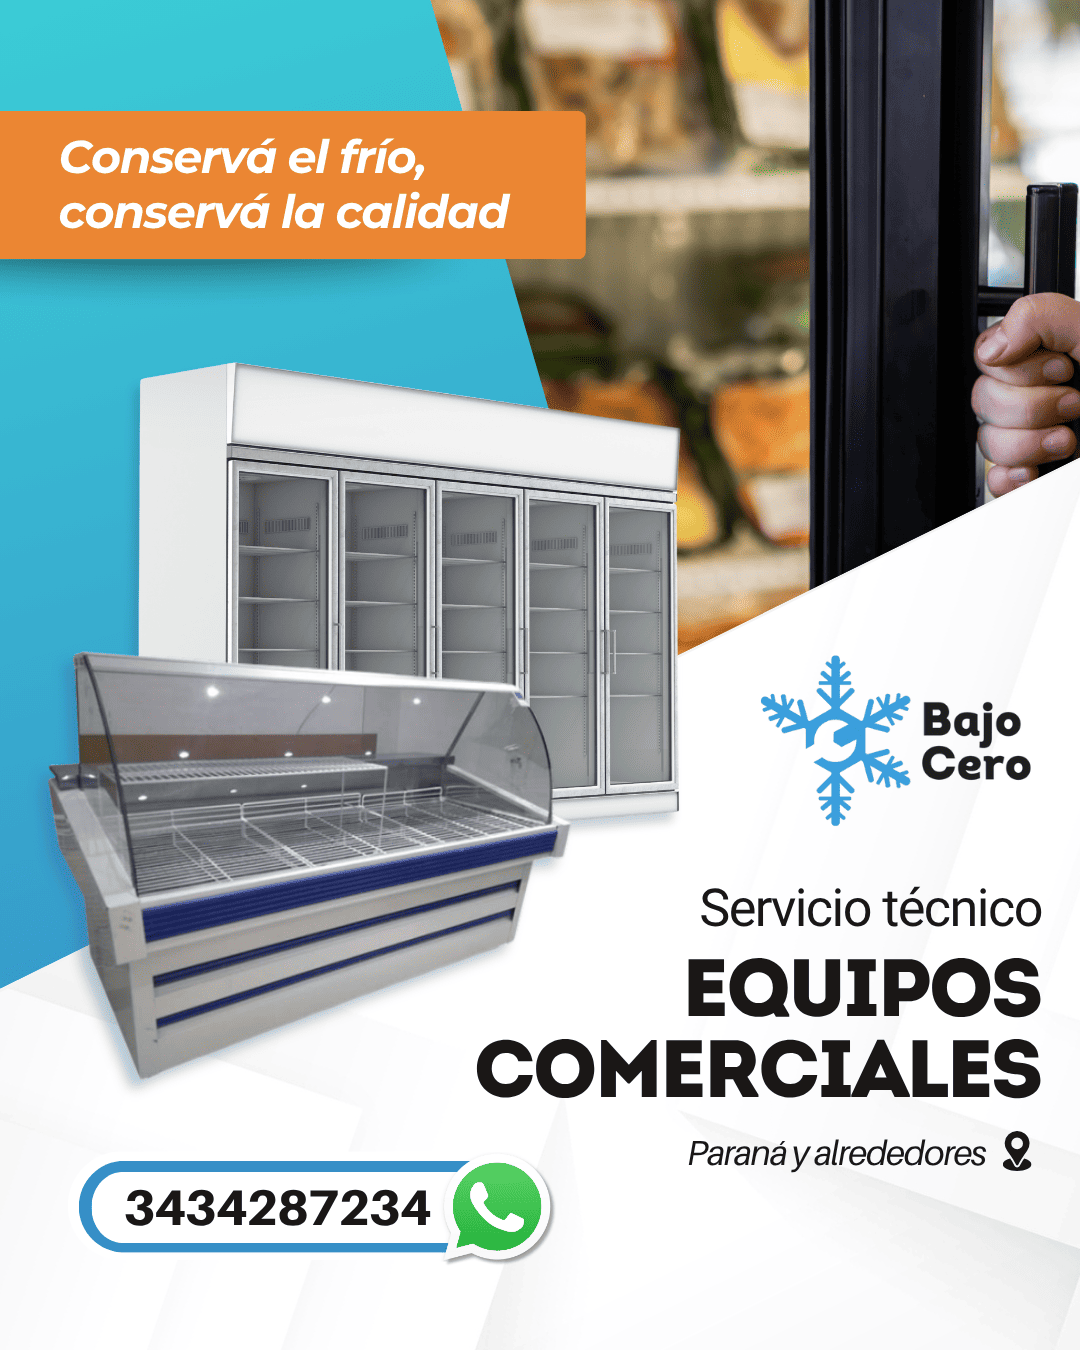 Conservá el frío,
conservá la calidad
Bajo
Cero
Servicio técnico
EQUIPOS
COMERCIALES
Paraná y alrededores
3434287234